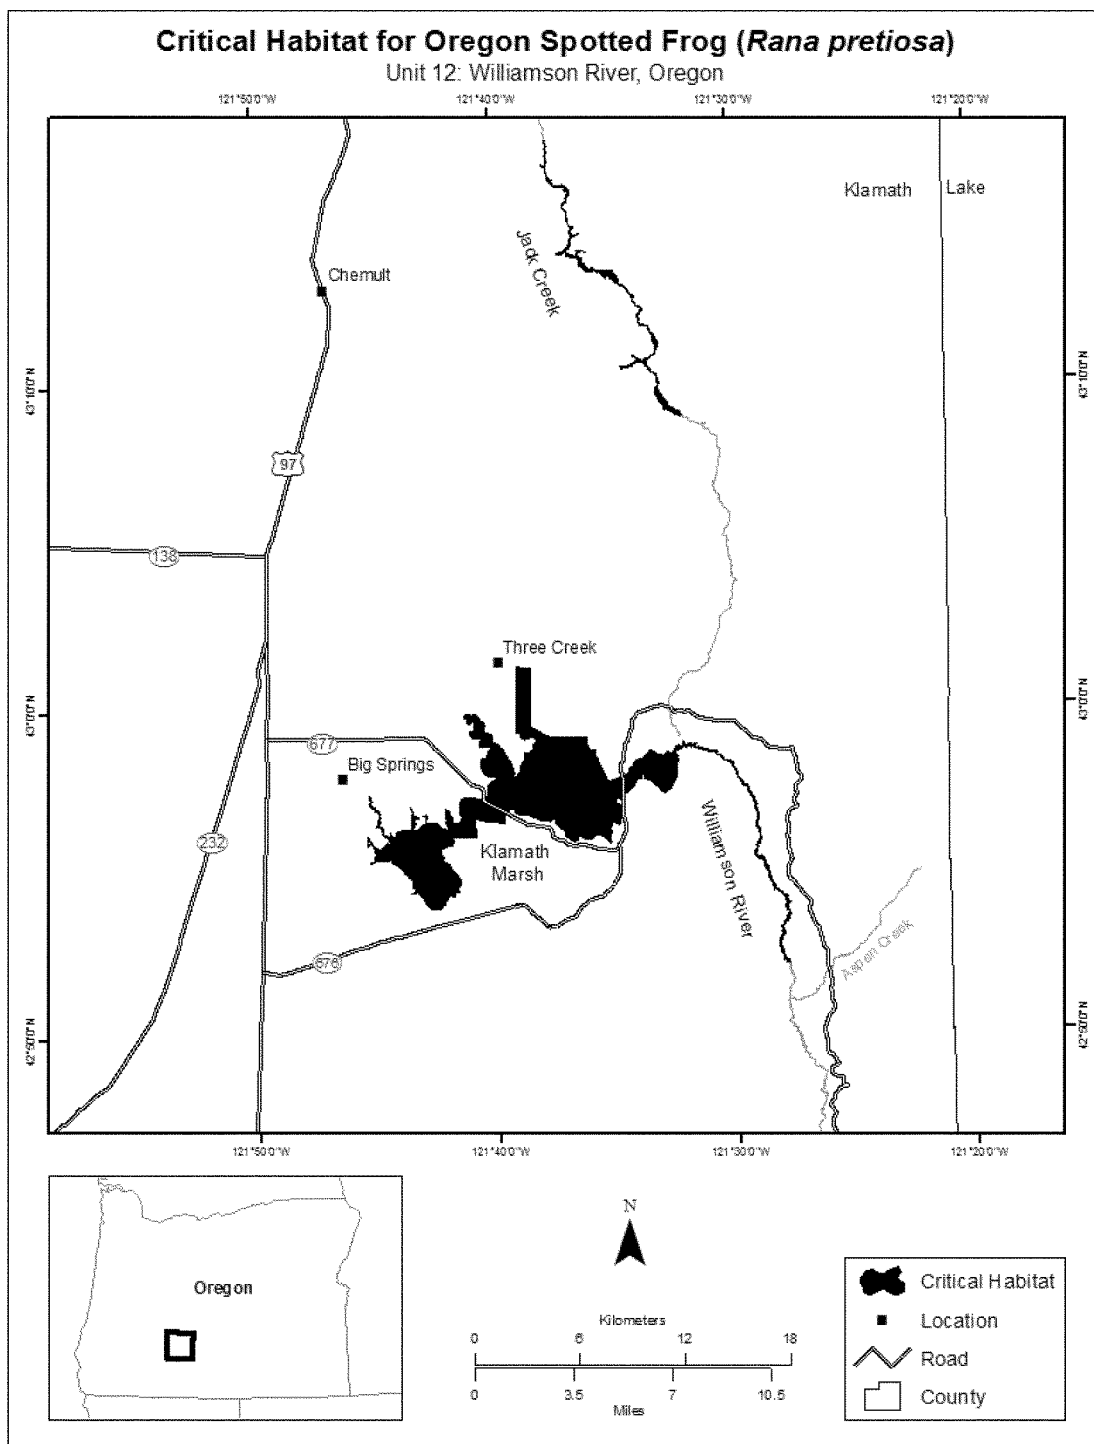 Critical Habitat for Oregon Spotted Frog (Rana pretiosa)
Unit 12: Williamson River, Oregon
121°50'0"W 121°40'0"W 121°30'0"W 121°20'0"W
Klamath Lake
Jack Creek
Chemult
43°10'0"N 43°10'0"N
97
138
Three Creek
43°0'0"N 43°0'0"N
677
Big Springs
232
Klamath
Marsh
Williamson River
Aspen Creek
676
42°50'0"N 42°50'0"N
121°50'0"W 121°40'0"W 121°30'0"W 121°20'0"W
Oregon
N
Kilometers
0 6 12 18
0 3.5 7 10.5
Miles
Critical Habitat
Location
Road
County